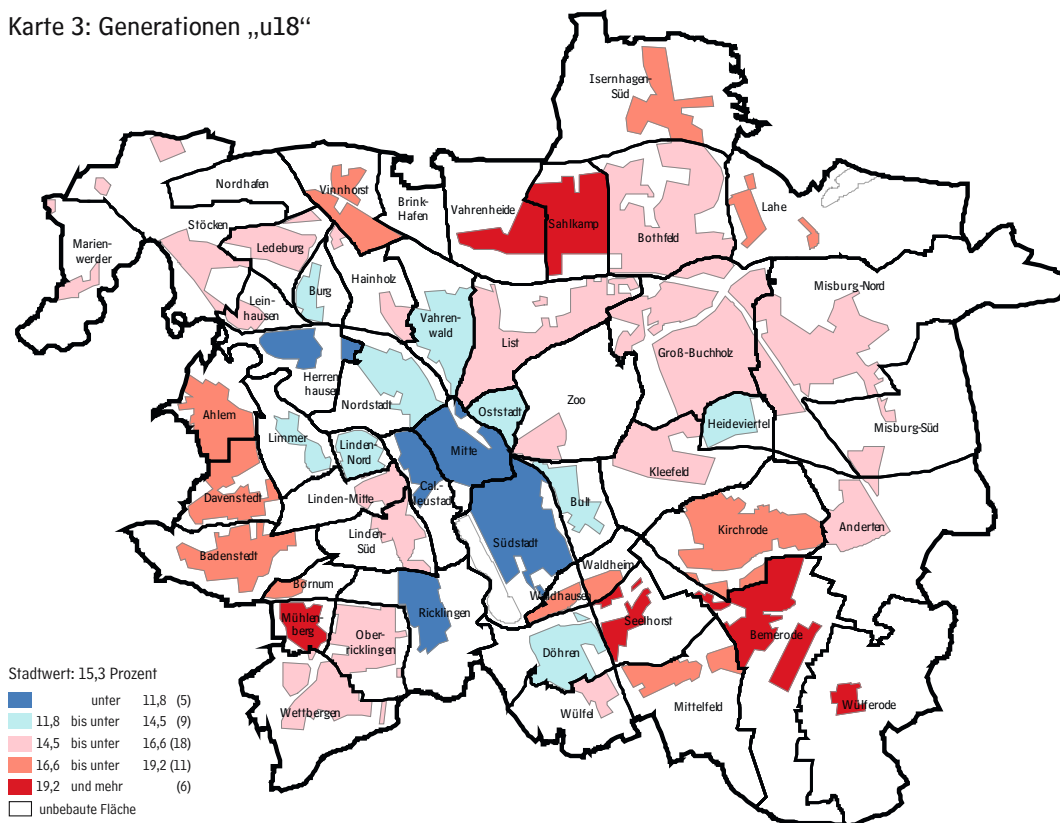 Karte 3: Generationen „u18“
Isernhagen-
Süd
Nordhafen
Vinnhorst
Brink-
Hafen
Vahrenheide
Sahlkamp
Bothfeld
Lahe
Stöcken
Marien-
werder
Ledeburg
Burg
Hainholz
Lein-
hausen
Vahren-
wald
List
Misburg-Nord
Groß-Buchholz
Herren
hausen
Nordstadt
Oststadt
Zoo
Heideviertel
Misburg-Süd
Ahlem
Limmer
Linden-
Nord
Mitte
Kleefeld
Davenstedt
Linden-Mitte
Cal.-
Neustadt
Bult
Anderten
Kirchrode
Linden-
Süd
Südstadt
Badenstedt
Bornum
Waldheim
Waldhausen
Mühlen-
berg
Ober-
ricklingen
Ricklingen
Seelhorst
Bemerode
Döhren
Wettbergen
Wülfel
Mittelfeld
Wülferode
Stadtwert: 15,3 Prozent
unter 11,8 (5)
11,8 bis unter 14,5 (9)
14,5 bis unter 16,6 (18)
16,6 bis unter 19,2 (11)
19,2 und mehr (6)
unbebaute Fläche